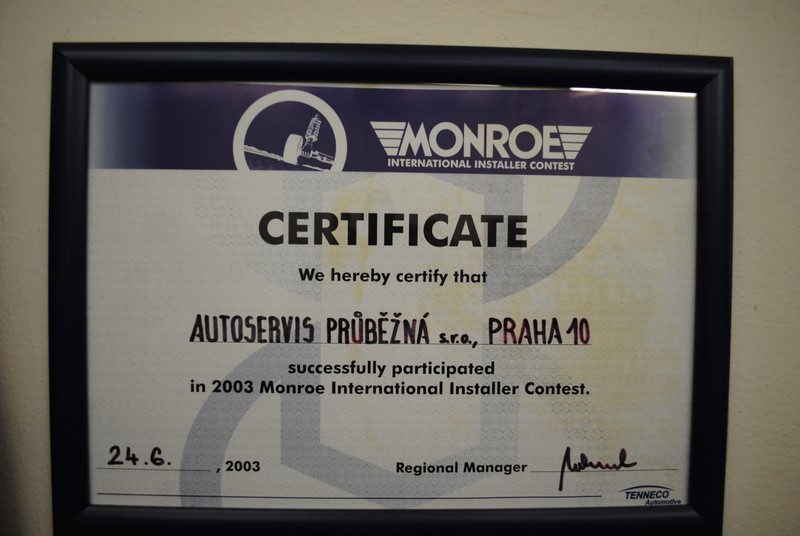 MONROE
INTERNATIONAL INSTALLER CONTEST
CERTIFICATE
We hereby certify that
AUTOSERVIS PRŮBĚŽNÁ s.r.o., PRAHA 10
successfully participated
in 2003 Monroe International Installer Contest.
24.6. , 2003 Regional Manager
TENNECO
Automotive